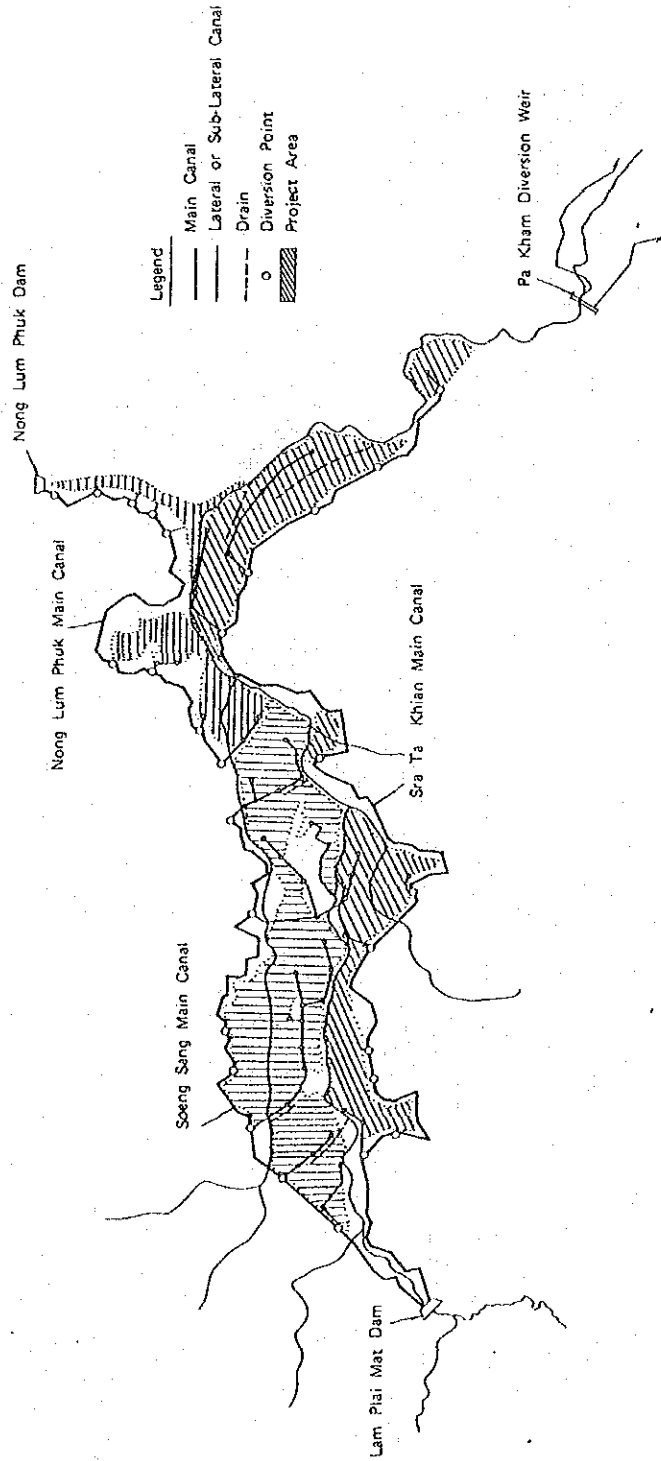 Nong Lum Phuk Dam
Nong Lum Phuk Main Canal
Soeng Sang Main Canal
Lam Plai Mat Dam
Sra Ta Khian Main Canal
Pa Kham Diversion Weir
Legend
Main Canal
Lateral or Sub-Lateral Canal
Drain
Diversion Point
Project Area